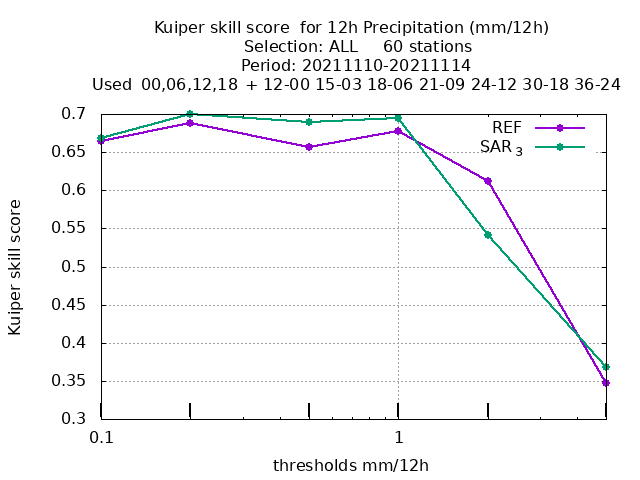 Kuiper skill score  for 12h Precipitation (mm/12h)
Selection: ALL     60 stations
Period: 20211110-20211114
Used  00,06,12,18  + 12-00 15-03 18-06 21-09 24-12 30-18 36-24
0.7
0.65
0.6
0.55
0.5
0.45
0.4
0.35
0.3
Kuiper skill score
REF
SAR 3
0.1
1
thresholds mm/12h